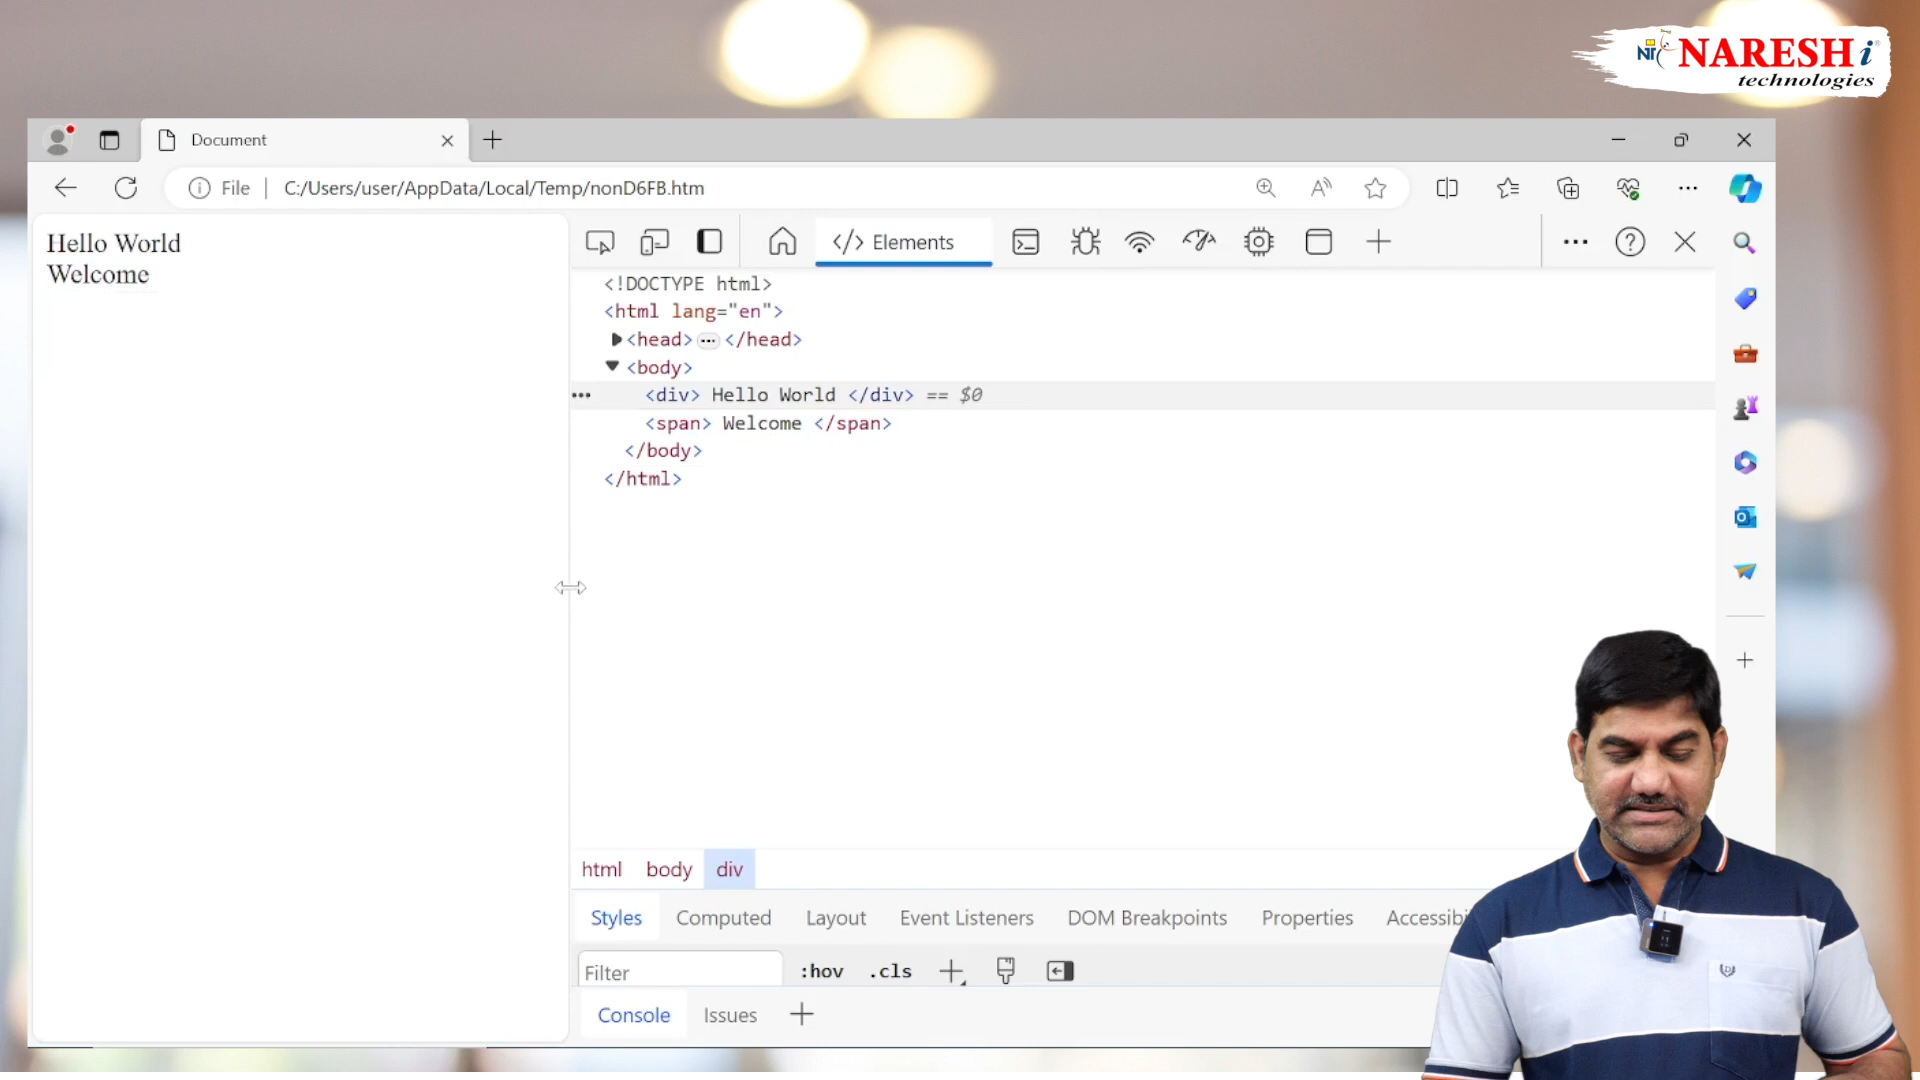 NT NARESH i
technologies
Document
File
C:/Users/user/AppData/Local/Temp/nonD6FB.htm
Hello World
Welcome
</> Elements
<!DOCTYPE html>
<html lang="en">
<head> ... </head>
<body>
<div> Hello World </div> == $0
<span> Welcome </span>
</body>
</html>
html body div
Styles Computed Layout Event Listeners DOM Breakpoints Properties Accessibi
Filter :hov .cls
Console Issues